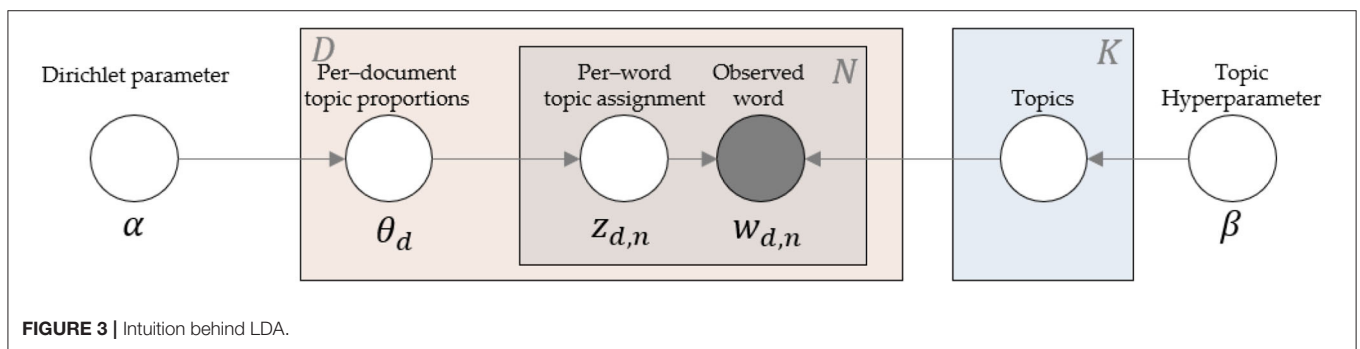 Dirichlet parameter
D
Per–document
topic proportions
Per–word
topic assignment
Observed
word
N
K
Topics
Topic
Hyperparameter
α
θ_d
z_{d,n}
w_{d,n}
β
FIGURE 3 | Intuition behind LDA.